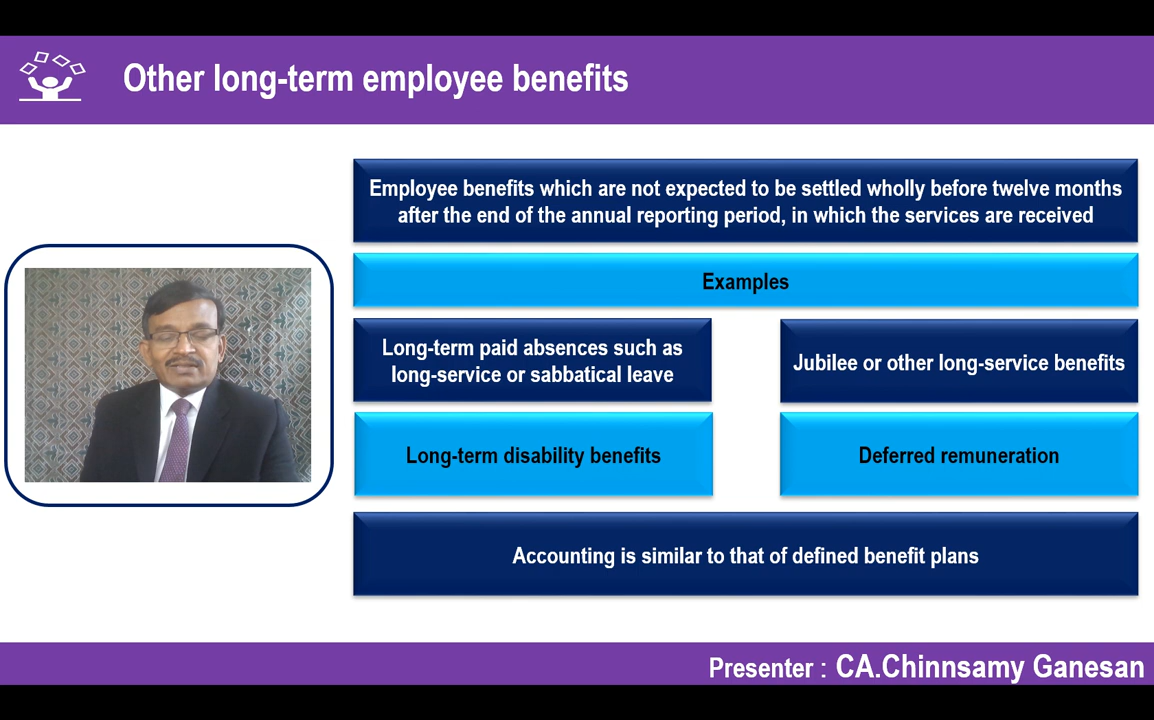 Other long-term employee benefits
Employee benefits which are not expected to be settled wholly before twelve months
after the end of the annual reporting period, in which the services are received
Examples
Long-term paid absences such as
long-service or sabbatical leave
Jubilee or other long-service benefits
Long-term disability benefits
Deferred remuneration
Accounting is similar to that of defined benefit plans
Presenter : CA.Chinnsamy Ganesan